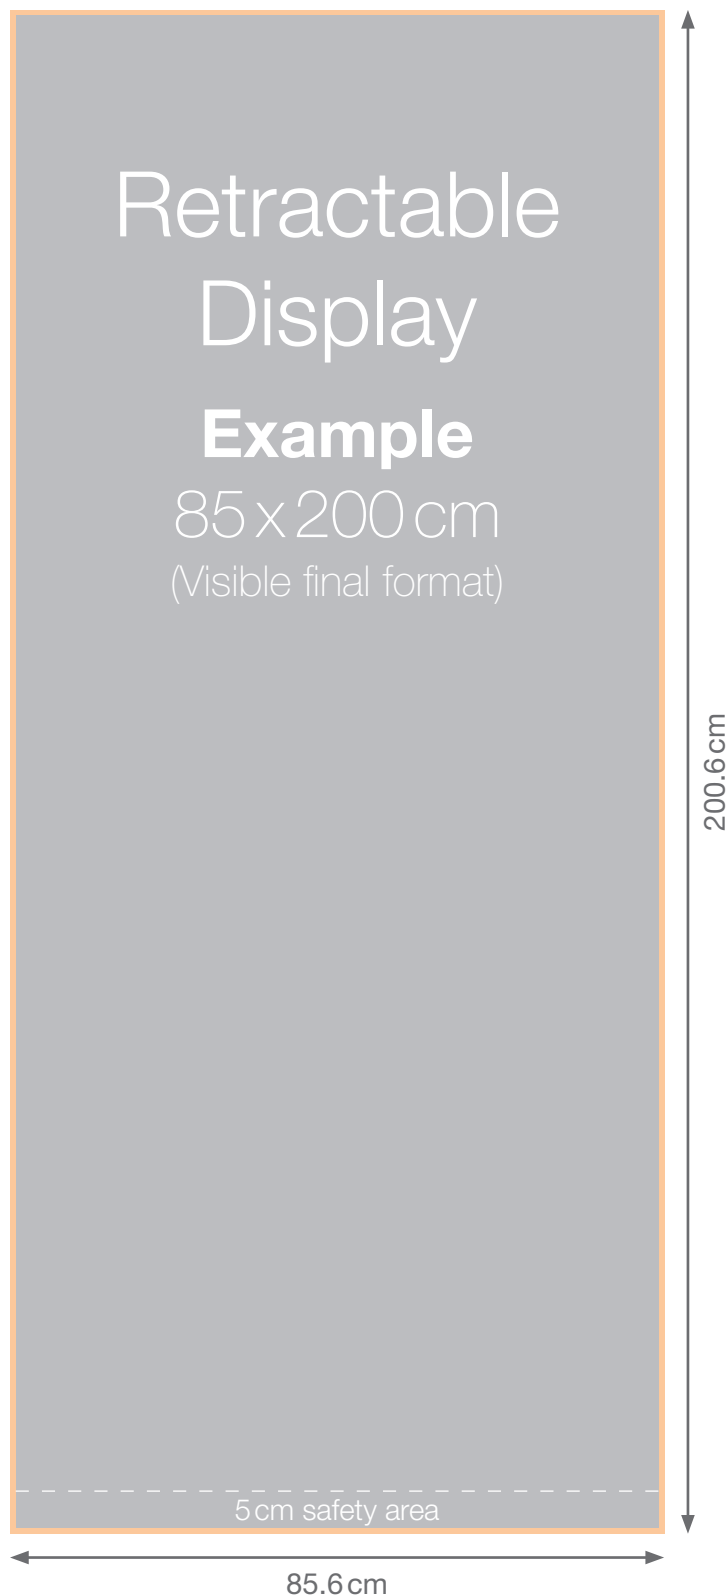 Retractable
Display
Example
85 x 200 cm
(Visible final format)
200.6 cm
5 cm safety area
85.6 cm